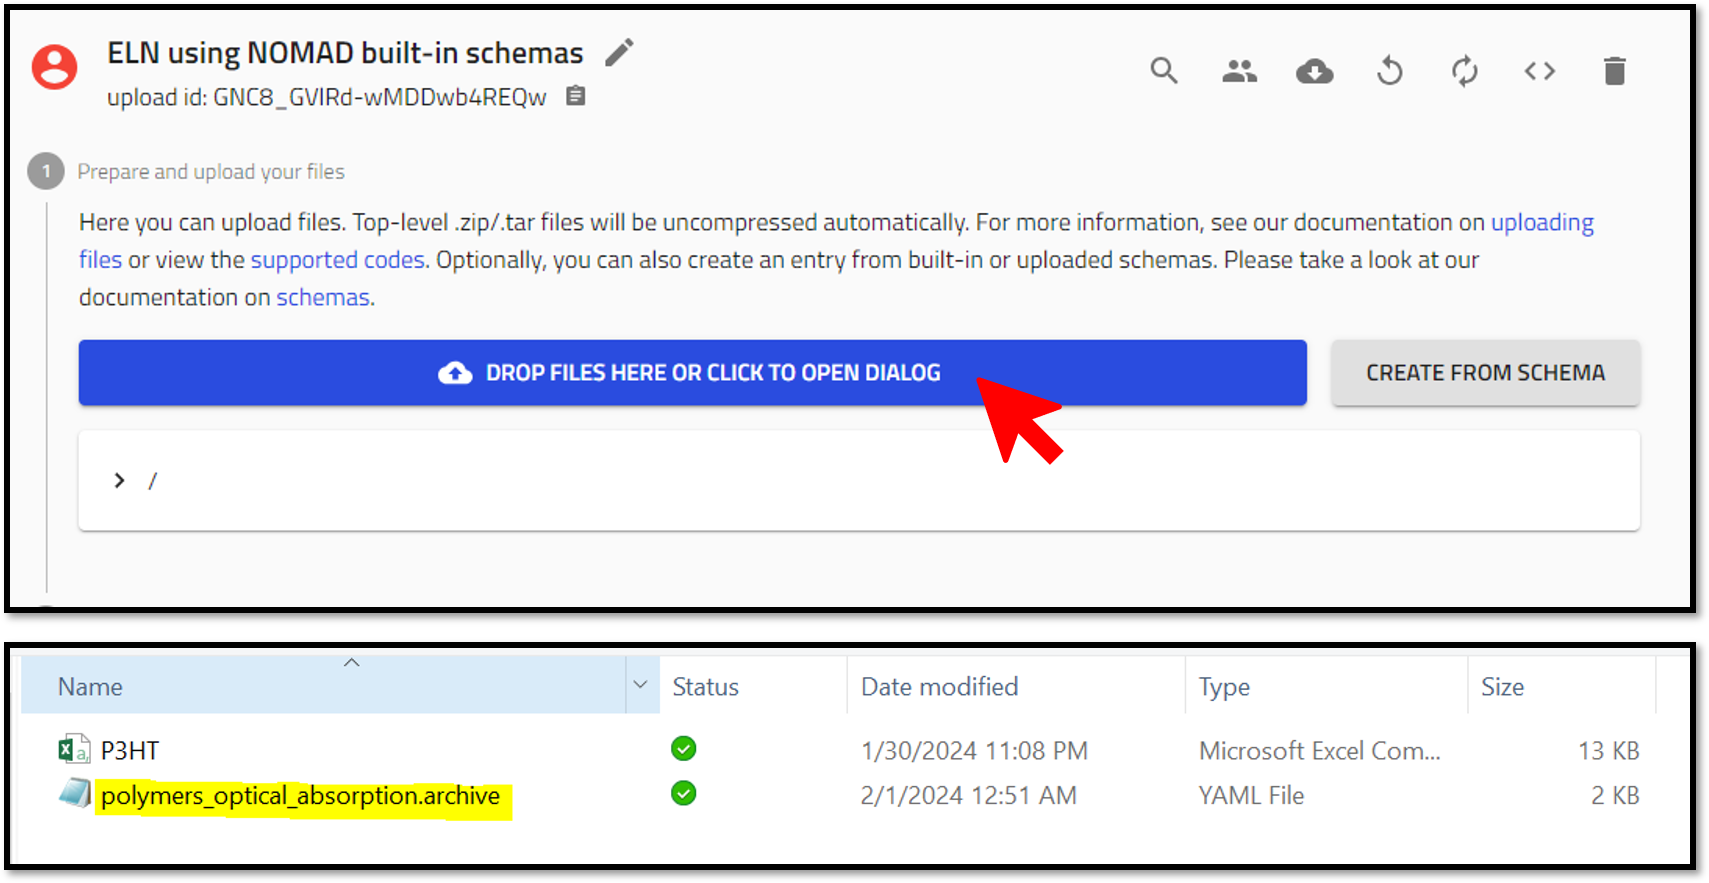 ELN using NOMAD built-in schemas
upload id: GNC8_GVIRd-wMDDwb4REQw
1 Prepare and upload your files
Here you can upload files. Top-level .zip/.tar files will be uncompressed automatically. For more information, see our documentation on uploading
files or view the supported codes. Optionally, you can also create an entry from built-in or uploaded schemas. Please take a look at our
documentation on schemas.
DROP FILES HERE OR CLICK TO OPEN DIALOG
CREATE FROM SCHEMA
/
Name Status Date modified Type Size
P3HT 1/30/2024 11:08 PM Microsoft Excel Com... 13 KB
polymers_optical_absorption.archive 2/1/2024 12:51 AM YAML File 2 KB